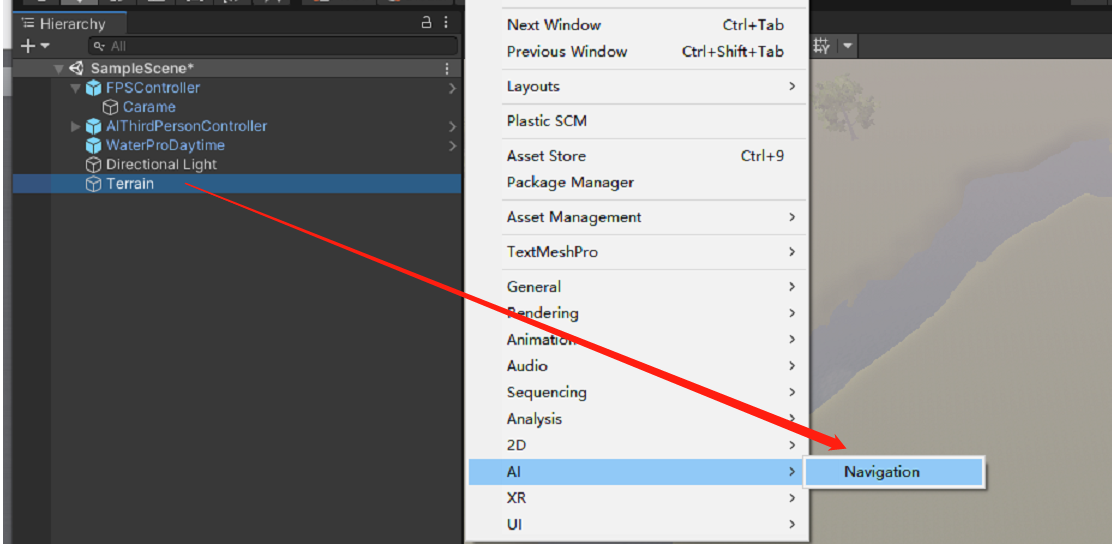 Hierarchy
All
SampleScene*
FPSController
Carame
AIThirdPersonController
WaterProDaytime
Directional Light
Terrain
Next Window Ctrl+Tab
Previous Window Ctrl+Shift+Tab
Layouts
Plastic SCM
Asset Store Ctrl+9
Package Manager
Asset Management
TextMeshPro
General
Rendering
Animation
Audio
Sequencing
Analysis
2D
AI
Navigation
XR
UI